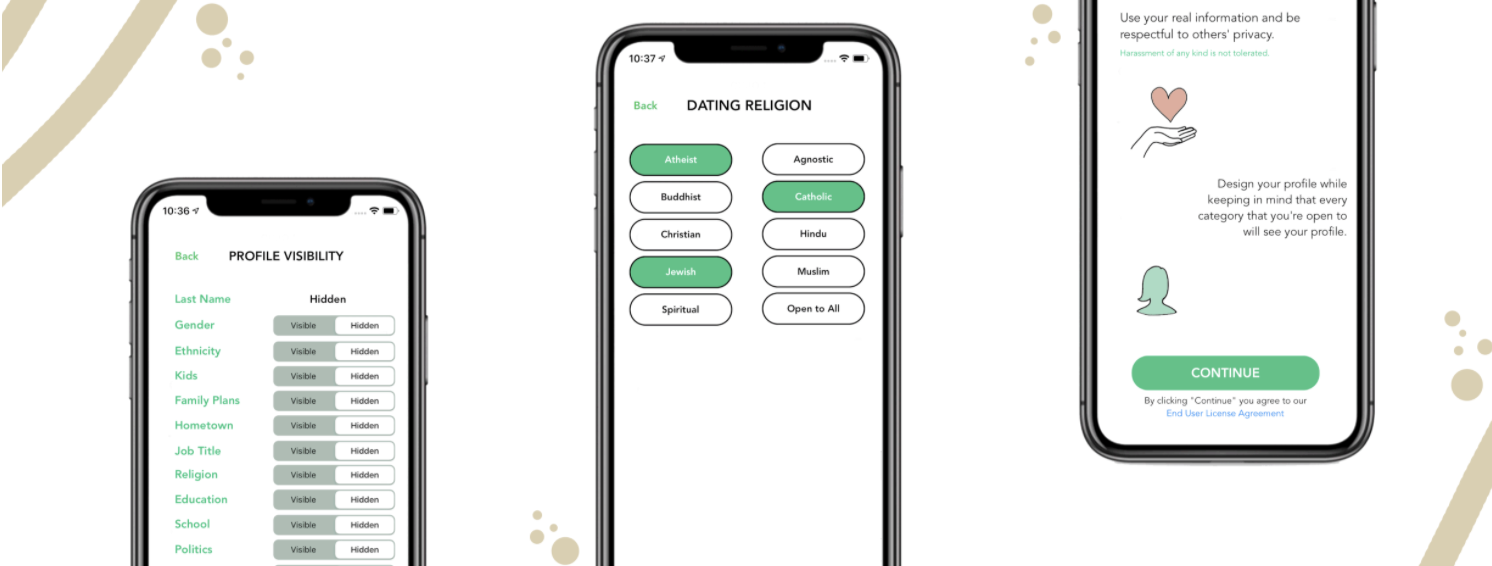 10:36
Back PROFILE VISIBILITY
Last Name Hidden
Gender Visible Hidden
Ethnicity Visible Hidden
Kids Visible Hidden
Family Plans Visible Hidden
Hometown Visible Hidden
Job Title Visible Hidden
Religion Visible Hidden
Education Visible Hidden
School Visible Hidden
Politics Visible Hidden
10:37
Back DATING RELIGION
Atheist Agnostic
Buddhist Catholic
Christian Hindu
Jewish Muslim
Spiritual Open to All
Use your real information and be
respectful to others' privacy.
Harassment of any kind is not tolerated.
Design your profile while
keeping in mind that every
category that you're open to
will see your profile.
CONTINUE
By clicking "Continue" you agree to our
End User License Agreement